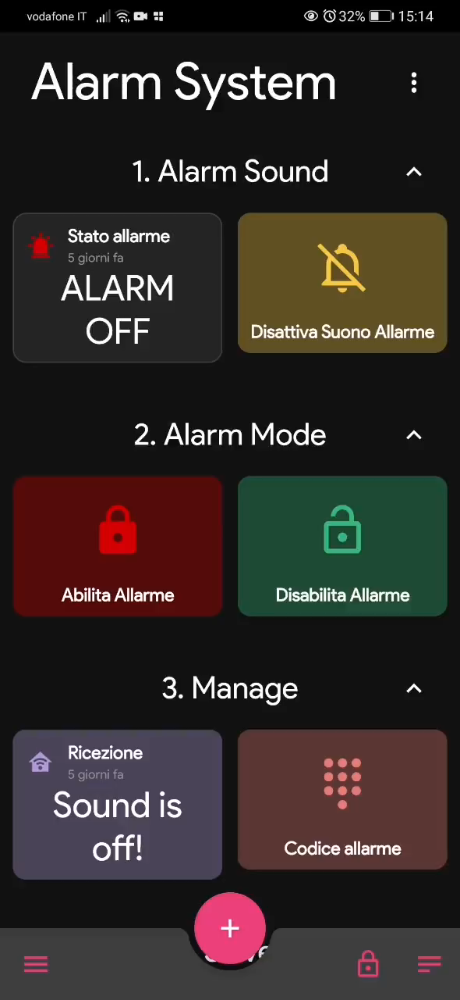 vodafone IT
32%
15:14
Alarm System
1. Alarm Sound
Stato allarme
5 giorni fa
ALARM
OFF
Disattiva Suono Allarme
2. Alarm Mode
Abilita Allarme
Disabilita Allarme
3. Manage
Ricezione
5 giorni fa
Sound is
off!
Codice allarme